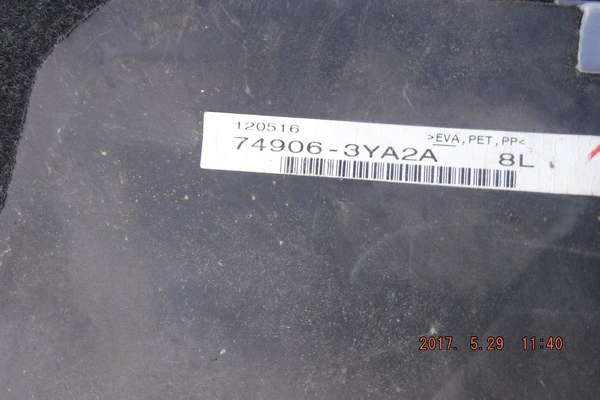 120516
>EVA, PET, PP<
74906-3YA2A 8L
2017. 5.29 11:40